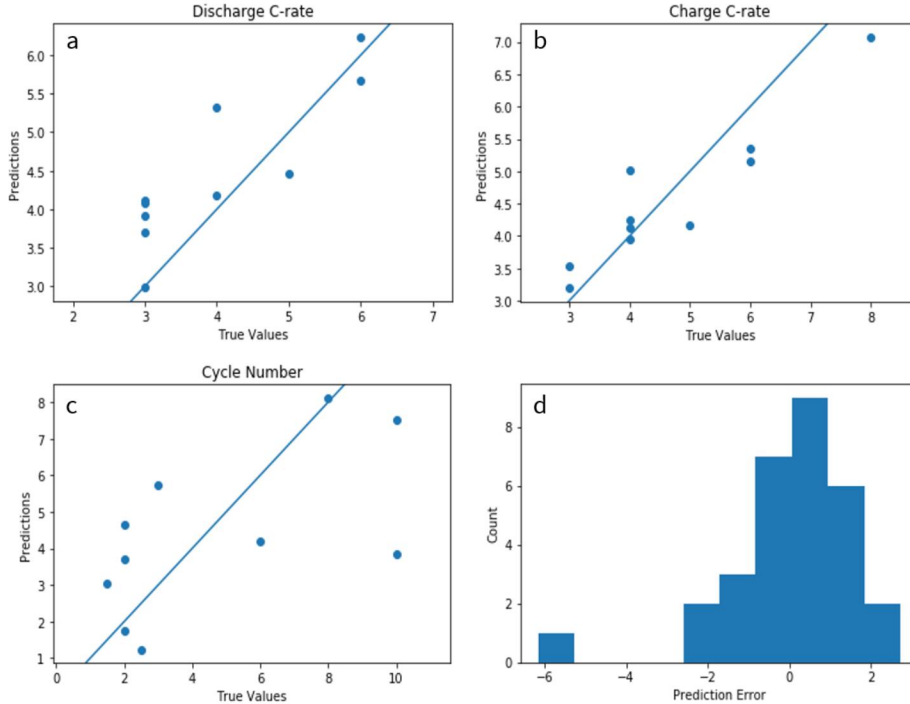 Discharge C-rate
a
6.0
5.5
5.0
4.5
4.0
3.5
3.0
Predictions
2 3 4 5 6 7
True Values
Charge C-rate
b
7.0
6.5
6.0
5.5
5.0
4.5
4.0
3.5
3.0
Predictions
3 4 5 6 7 8
True Values
Cycle Number
c
8
7
6
5
4
3
2
1
Predictions
0 2 4 6 8 10
True Values
d
8
6
4
2
0
Count
−6 −4 −2 0 2
Prediction Error